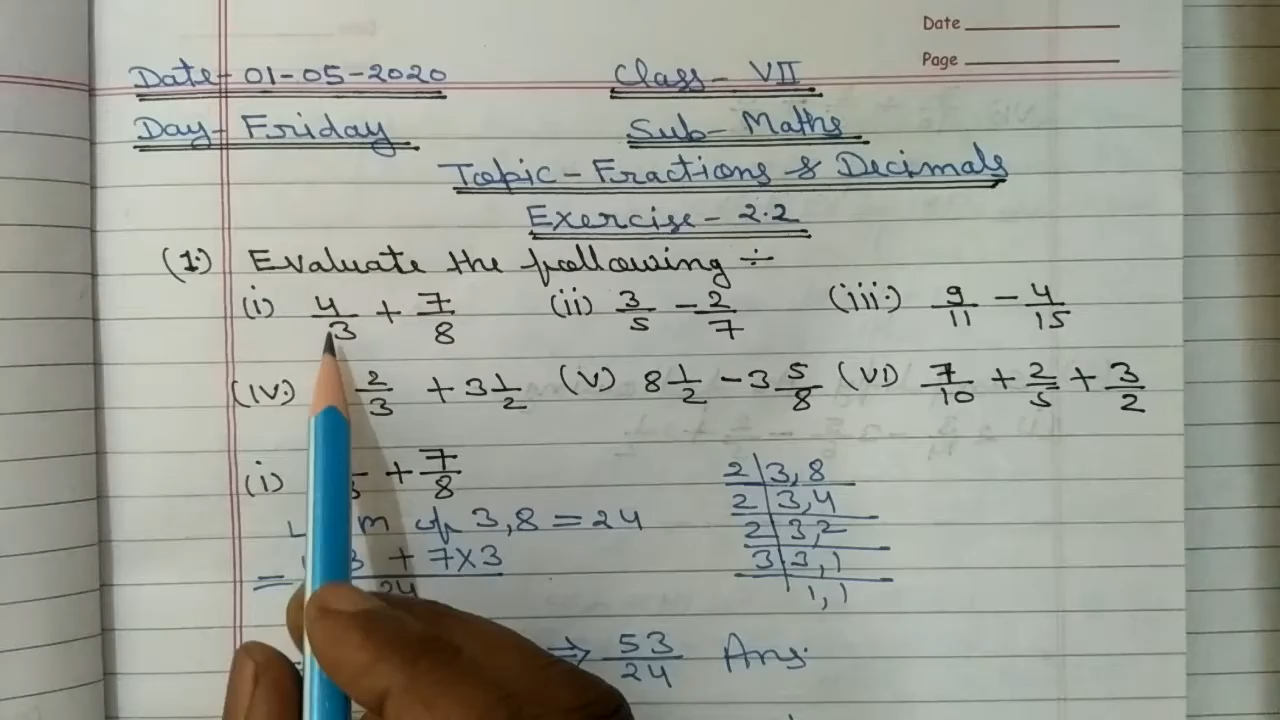 Date
Page
Date- 01-05-2020 Class- VII
Day- Friday Sub- Maths
Topic- Fractions & Decimals
Exercise- 2.2
(1.) Evaluate the following ÷
(i) 4/3 + 7/8 (ii) 3/5 - 2/7 (iii.) 9/11 - 4/15
(IV.) 2/3 + 3 1/2 (V) 8 1/2 - 3 5/8 (VI) 7/10 + 2/5 + 3/2
(i) + 7/8
m of 3,8 = 24
= 8 + 7×3 / 24
2 | 3, 8
2 | 3, 4
2 | 3, 2
3 | 3, 1
1, 1
⇒ 53/24 Ans.